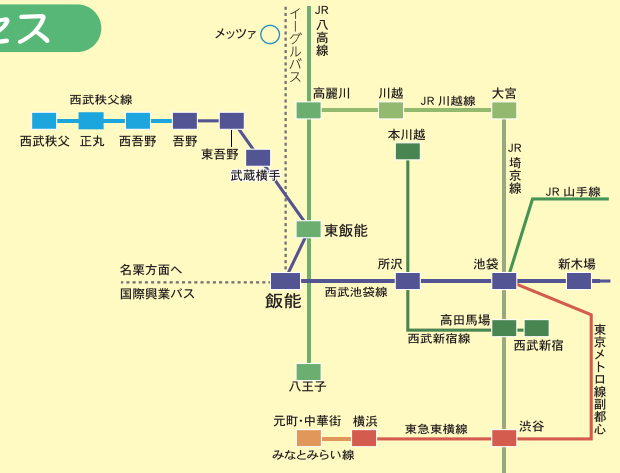 セス
メッツァ
イーグルバス
JR八高線
高麗川
川越
JR 川越線
大宮
西武秩父線
西武秩父
正丸
西吾野
吾野
東吾野
武蔵横手
本川越
JR埼京線
JR 山手線
東飯能
名栗方面へ
国際興業バス
飯能
西武池袋線
所沢
池袋
新木場
高田馬場
西武新宿線
西武新宿
東京メトロ線副都心
八王子
元町・中華街
横浜
みなとみらい線
東急東横線
渋谷